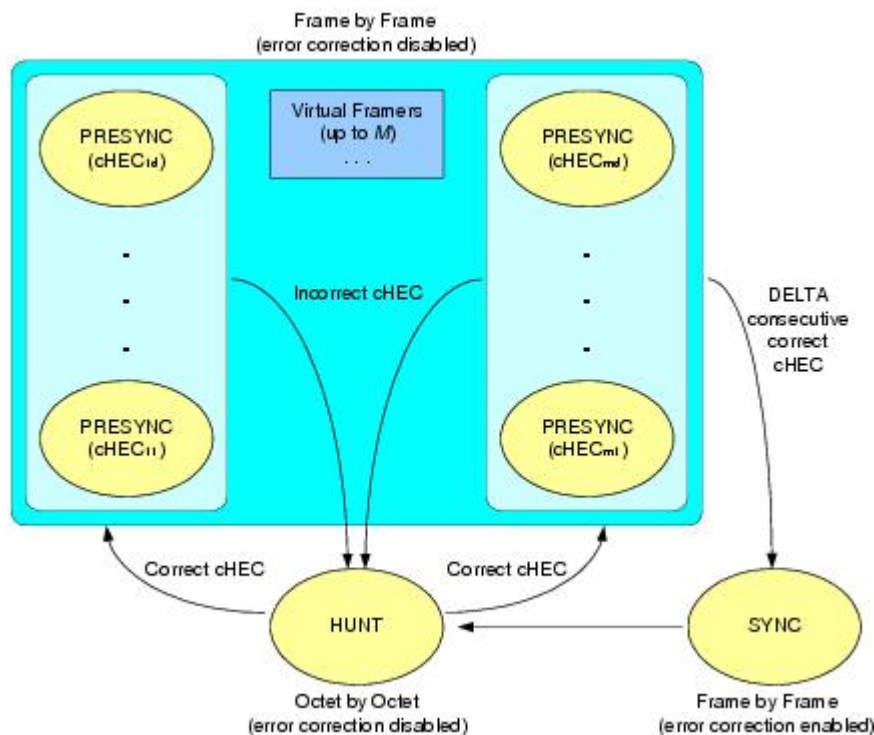 Frame by Frame
(error correction disabled)
PRESYNC
(cHEC1d)
Virtual Framers
(up to M)
. . .
PRESYNC
(cHECmd)
Incorrect cHEC
DELTA
consecutive
correct
cHEC
PRESYNC
(cHEC11)
PRESYNC
(cHECm1)
Correct cHEC
Correct cHEC
HUNT
SYNC
Octet by Octet
(error correction disabled)
Frame by Frame
(error correction enabled)